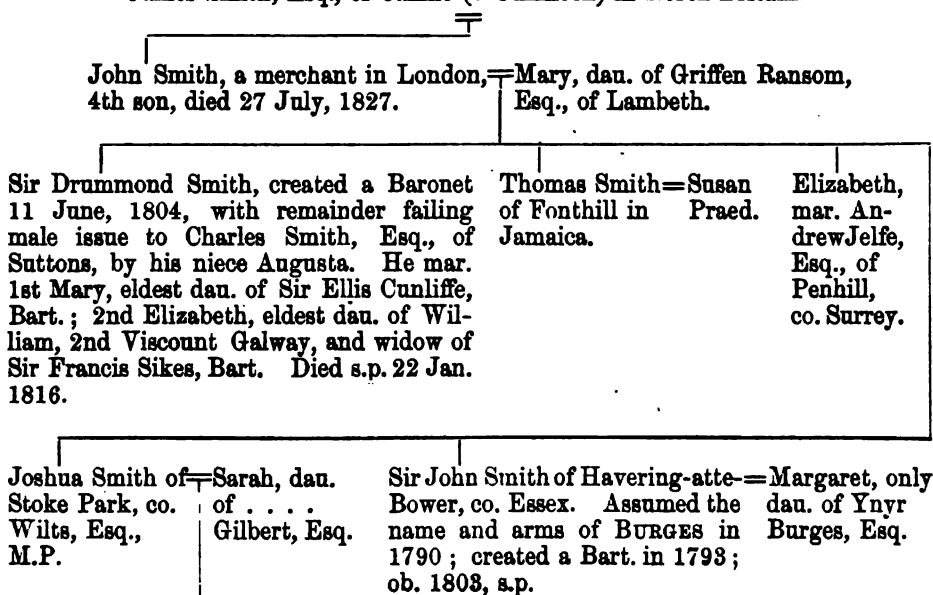 John Smith, a merchant in London,=Mary, dau. of Griffen Ransom,
4th son, died 27 July, 1827. Esq., of Lambeth.
Sir Drummond Smith, created a Baronet
11 June, 1804, with remainder failing
male issue to Charles Smith, Esq., of
Suttons, by his niece Augusta. He mar.
1st Mary, eldest dau. of Sir Ellis Cunliffe,
Bart.; 2nd Elizabeth, eldest dau. of Wil-
liam, 2nd Viscount Galway, and widow of
Sir Francis Sikes, Bart. Died s.p. 22 Jan.
1816.
Thomas Smith=Susan
of Fonthill in Praed.
Jamaica.
Elizabeth,
mar. An-
drewJelfe,
Esq., of
Penhill,
co. Surrey.
Joshua Smith of=Sarah, dau.
Stoke Park, co. of . . . .
Wilts, Esq., Gilbert, Esq.
M.P.
Sir John Smith of Havering-atte-=Margaret, only
Bower, co. Essex. Assumed the dau. of Ynyr
name and arms of BURGES in Burges, Esq.
1790; created a Bart. in 1793;
ob. 1803, s.p.